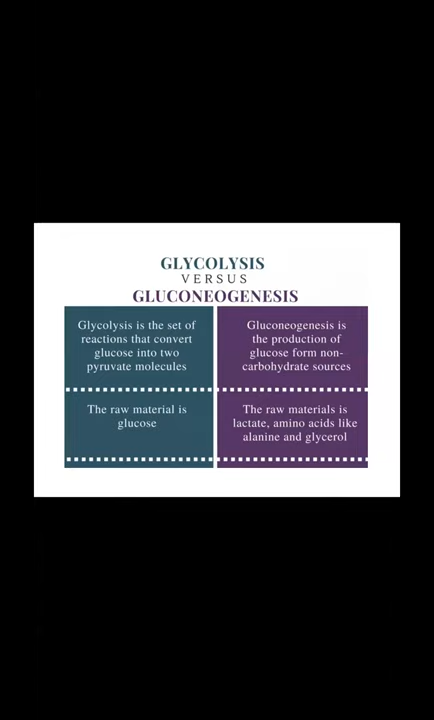 GLYCOLYSIS
VERSUS
GLUCONEOGENESIS
Glycolysis is the set of
reactions that convert
glucose into two
pyruvate molecules
Gluconeogenesis is
the production of
glucose form non-
carbohydrate sources
The raw material is
glucose
The raw materials is
lactate, amino acids like
alanine and glycerol